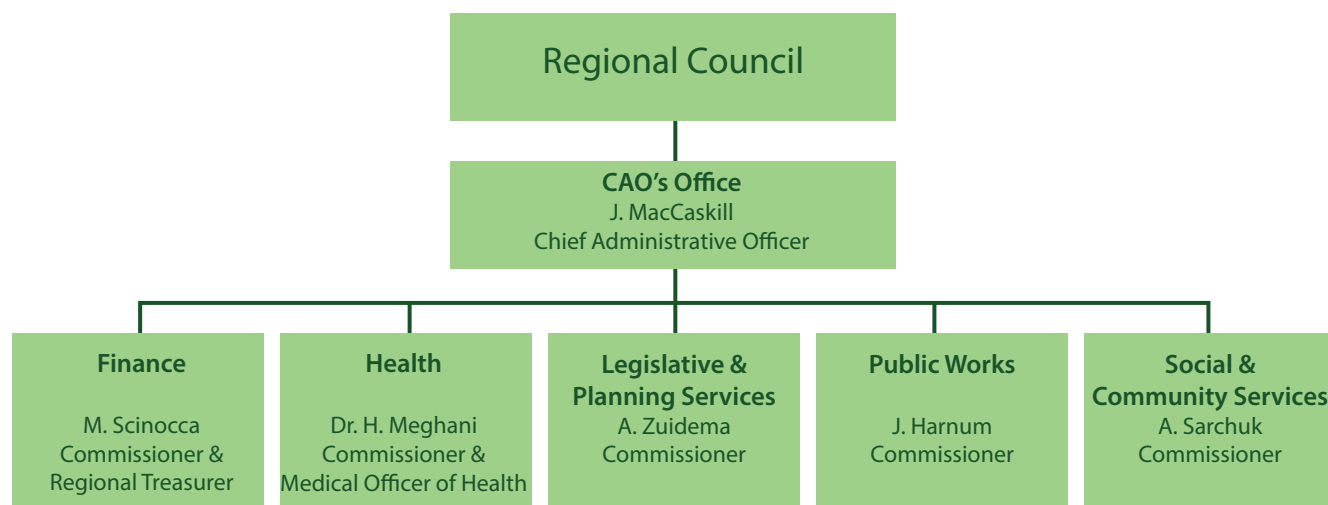 Regional Council
CAO’s Office
J. MacCaskill
Chief Administrative Officer
Finance
M. Scinocca
Commissioner &
Regional Treasurer
Health
Dr. H. Meghani
Commissioner &
Medical Officer of Health
Legislative &
Planning Services
A. Zuidema
Commissioner
Public Works
J. Harnum
Commissioner
Social &
Community Services
A. Sarchuk
Commissioner